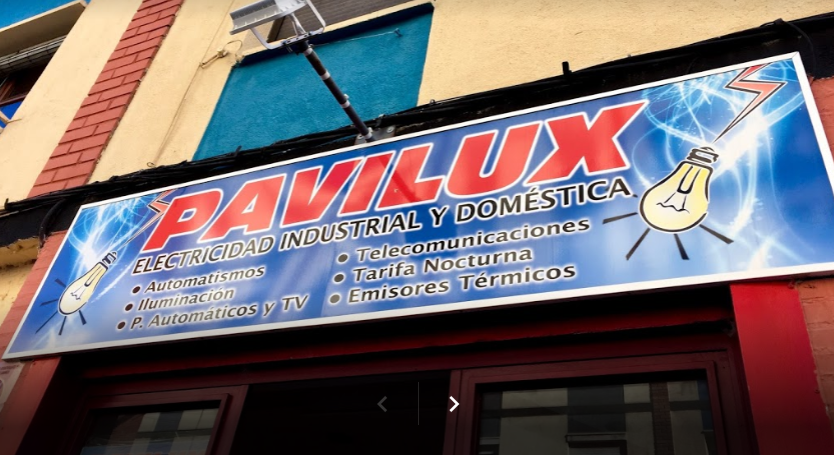 PAVILUX
ELECTRICIDAD INDUSTRIAL Y DOMÉSTICA
• Automatismos
• Iluminación
• P. Automáticos y TV
• Telecomunicaciones
• Tarifa Nocturna
• Emisores Térmicos